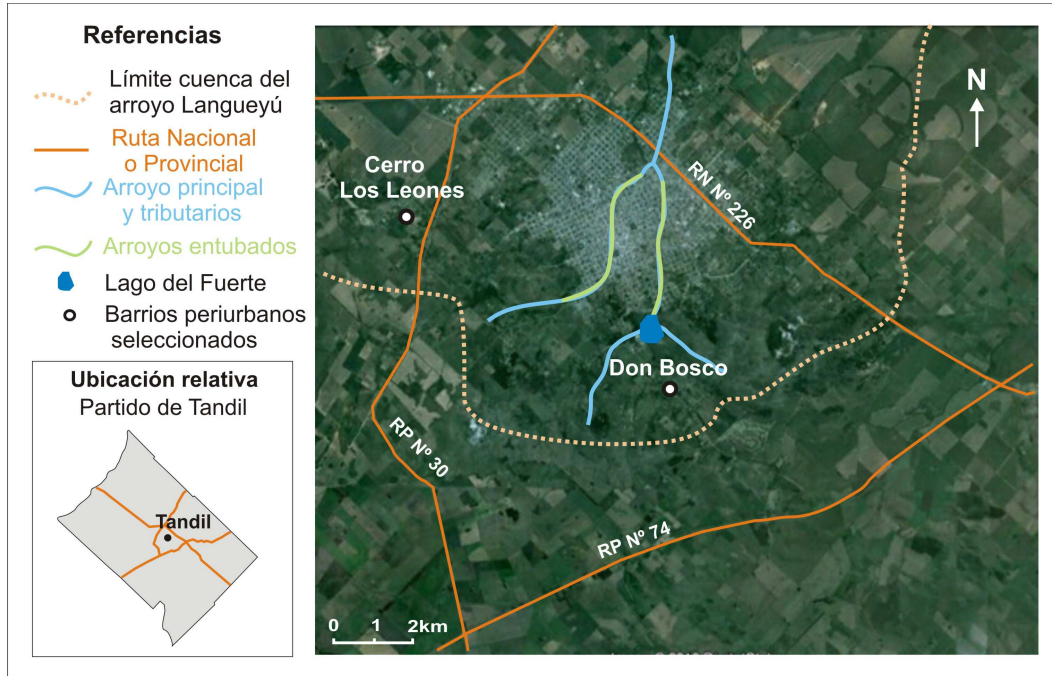 Referencias
Límite cuenca del
arroyo Langueyú
Ruta Nacional
o Provincial
Arroyo principal
y tributarios
Arroyos entubados
Lago del Fuerte
Barrios periurbanos
seleccionados
Ubicación relativa
Partido de Tandil
Tandil
N
Cerro
Los Leones
RN Nº 226
Don Bosco
RP Nº 30
RP Nº 74
0 1 2km